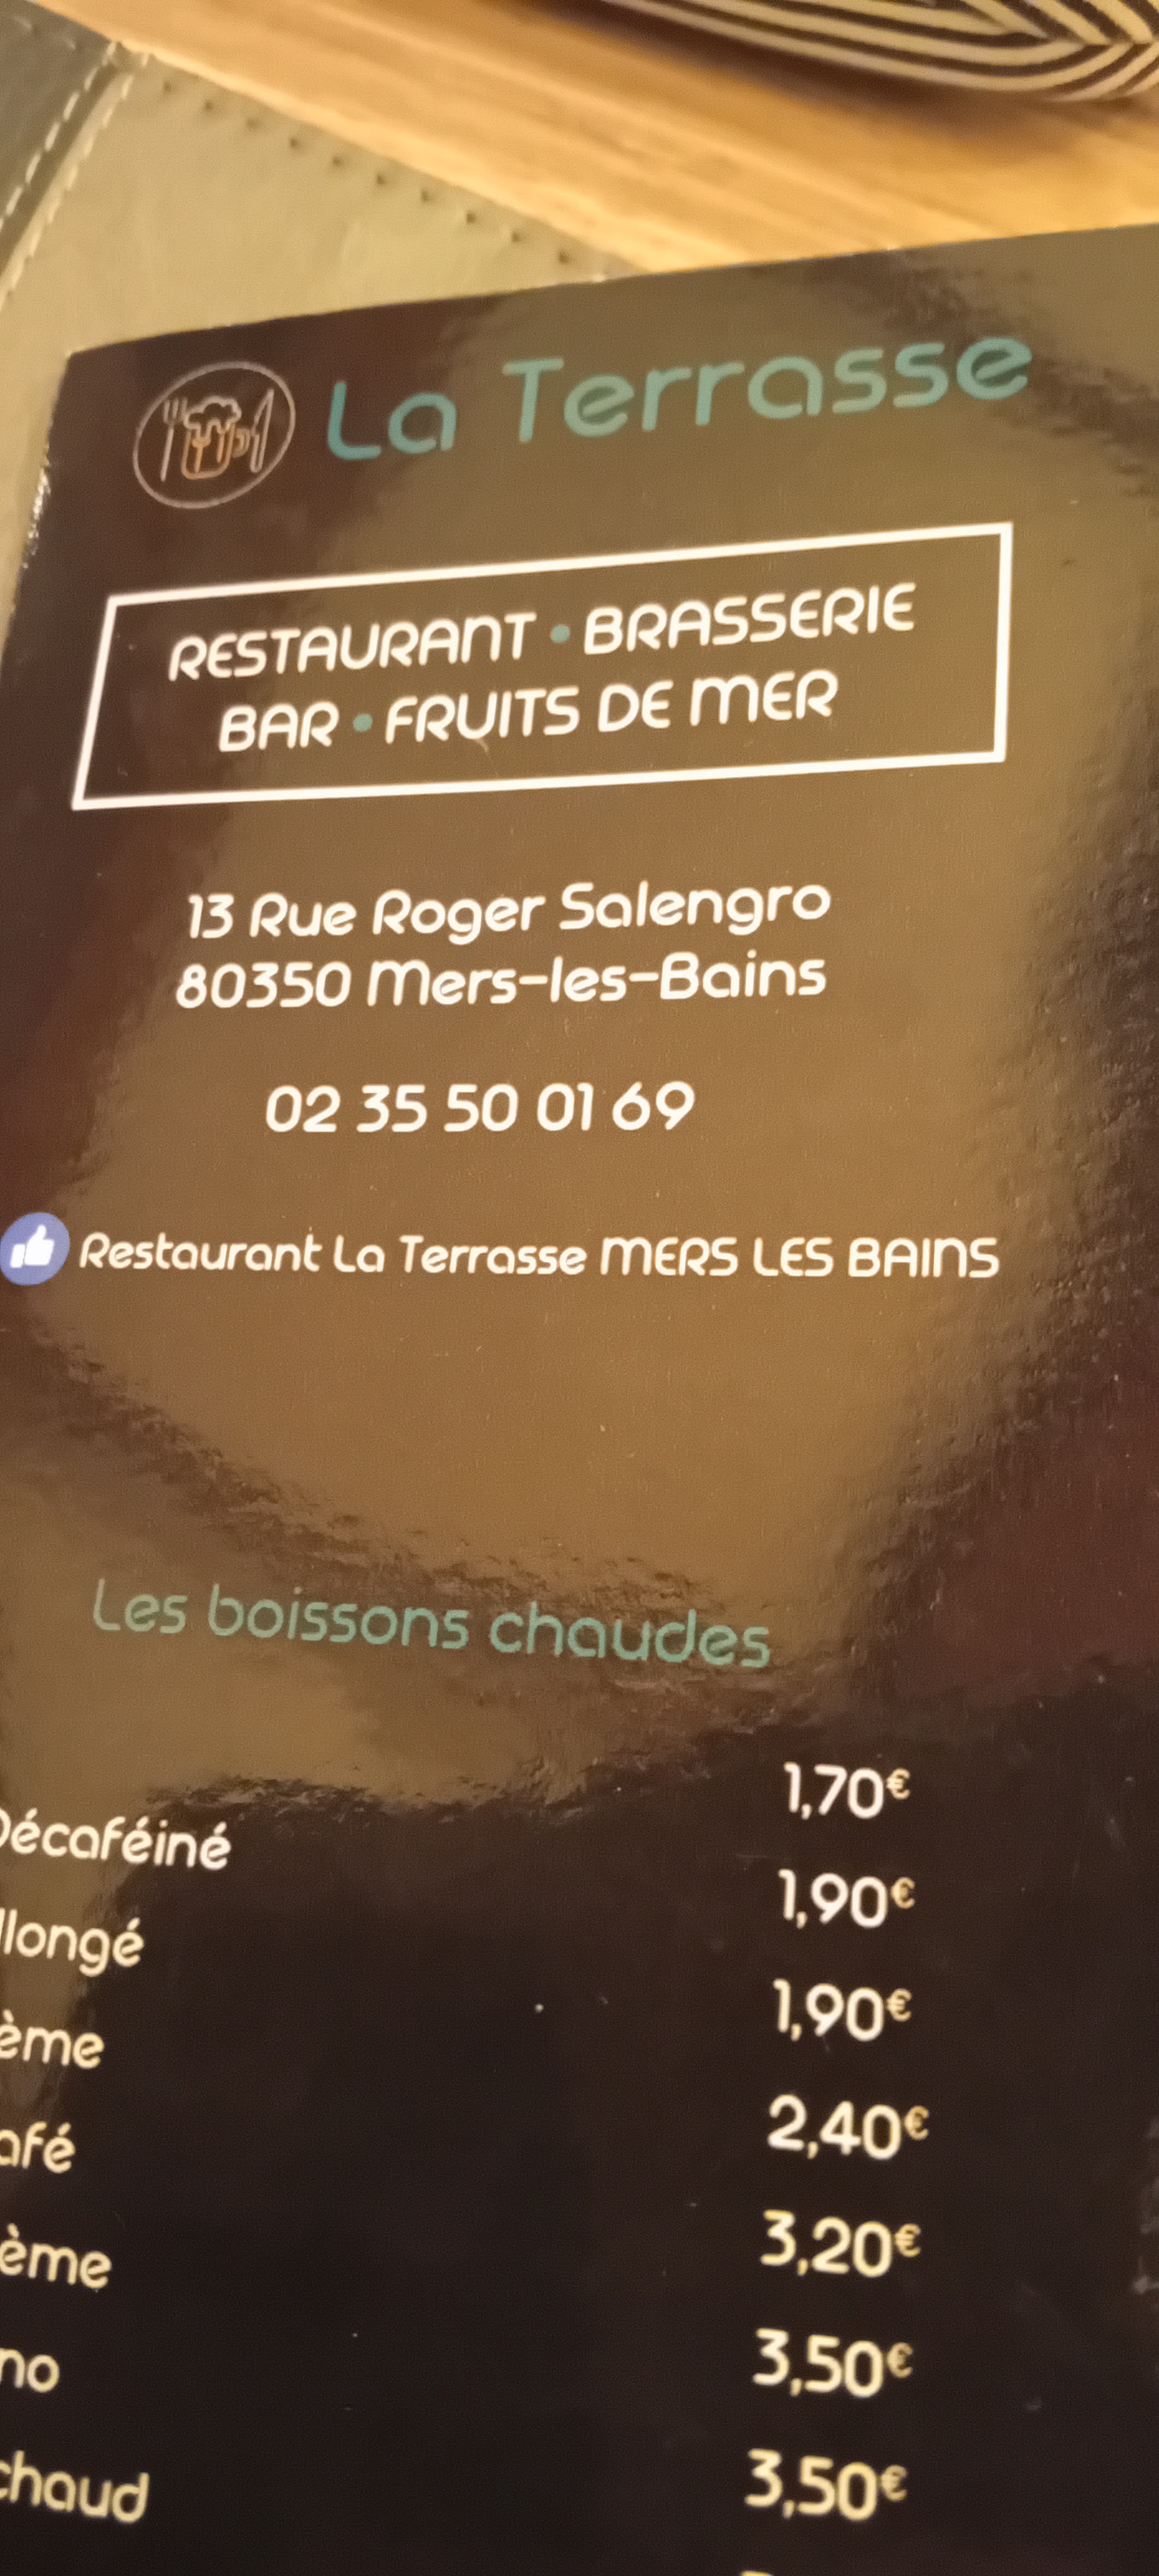 La Terrasse
RESTAURANT • BRASSERIE
BAR • FRUITS DE MER
13 Rue Roger Salengro
80350 Mers-les-Bains
02 35 50 01 69
Restaurant La Terrasse MERS LES BAINS
Les boissons chaudes
Décaféiné 1,70€
llongé 1,90€
ème 1,90€
afé 2,40€
ème 3,20€
no 3,50€
chaud 3,50€